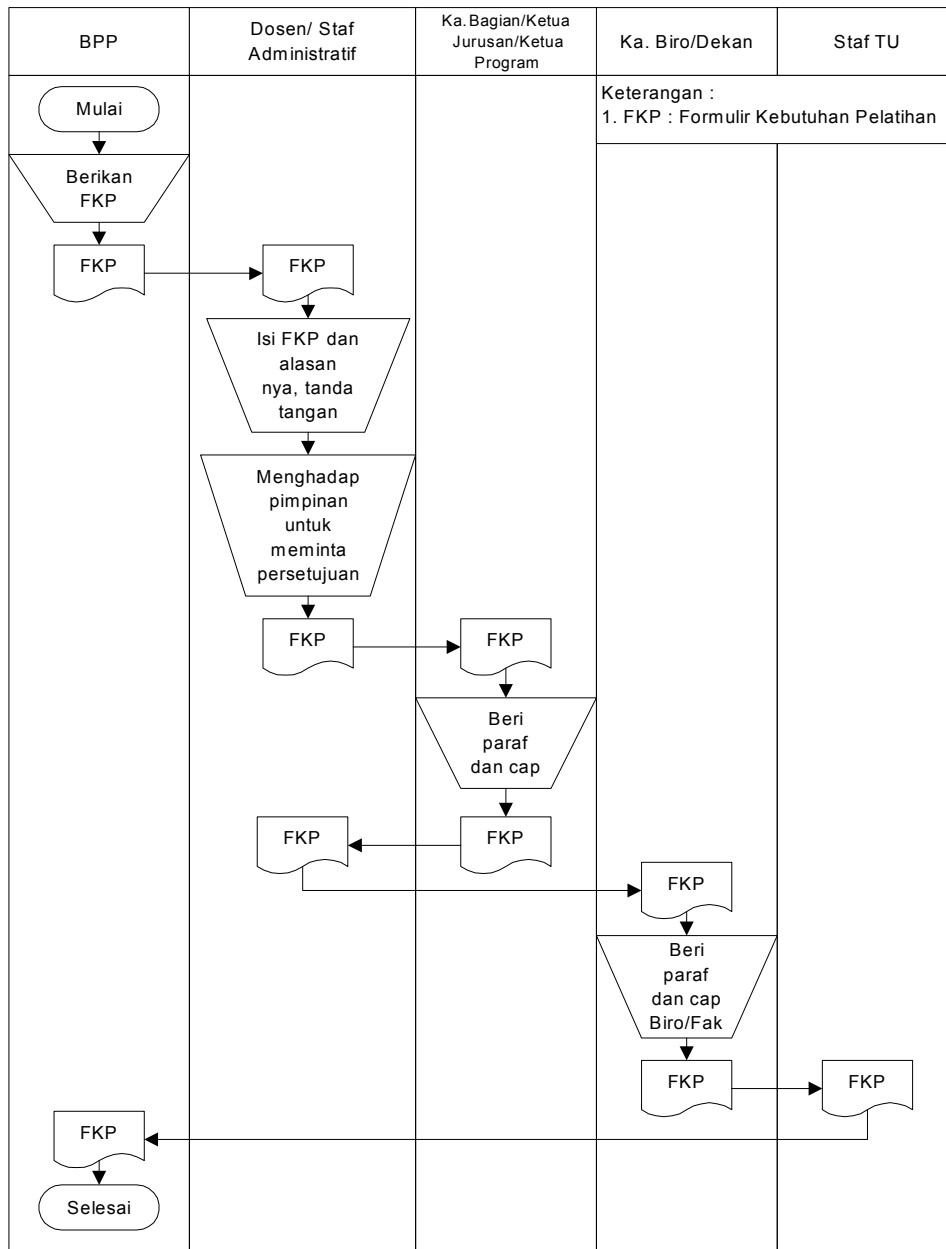 BPP
Dosen/ Staf
Administratif
Ka.Bagian/Ketua
Jurusan/Ketua
Program
Ka. Biro/Dekan
Staf TU
Keterangan :
1. FKP : Formulir Kebutuhan Pelatihan
Mulai
Berikan
FKP
FKP
FKP
Isi FKP dan
alasan
nya, tanda
tangan
Menghadap
pimpinan
untuk
meminta
persetujuan
FKP
FKP
Beri
paraf
dan cap
FKP
FKP
FKP
Beri
paraf
dan cap
Biro/Fak
FKP
FKP
FKP
Selesai